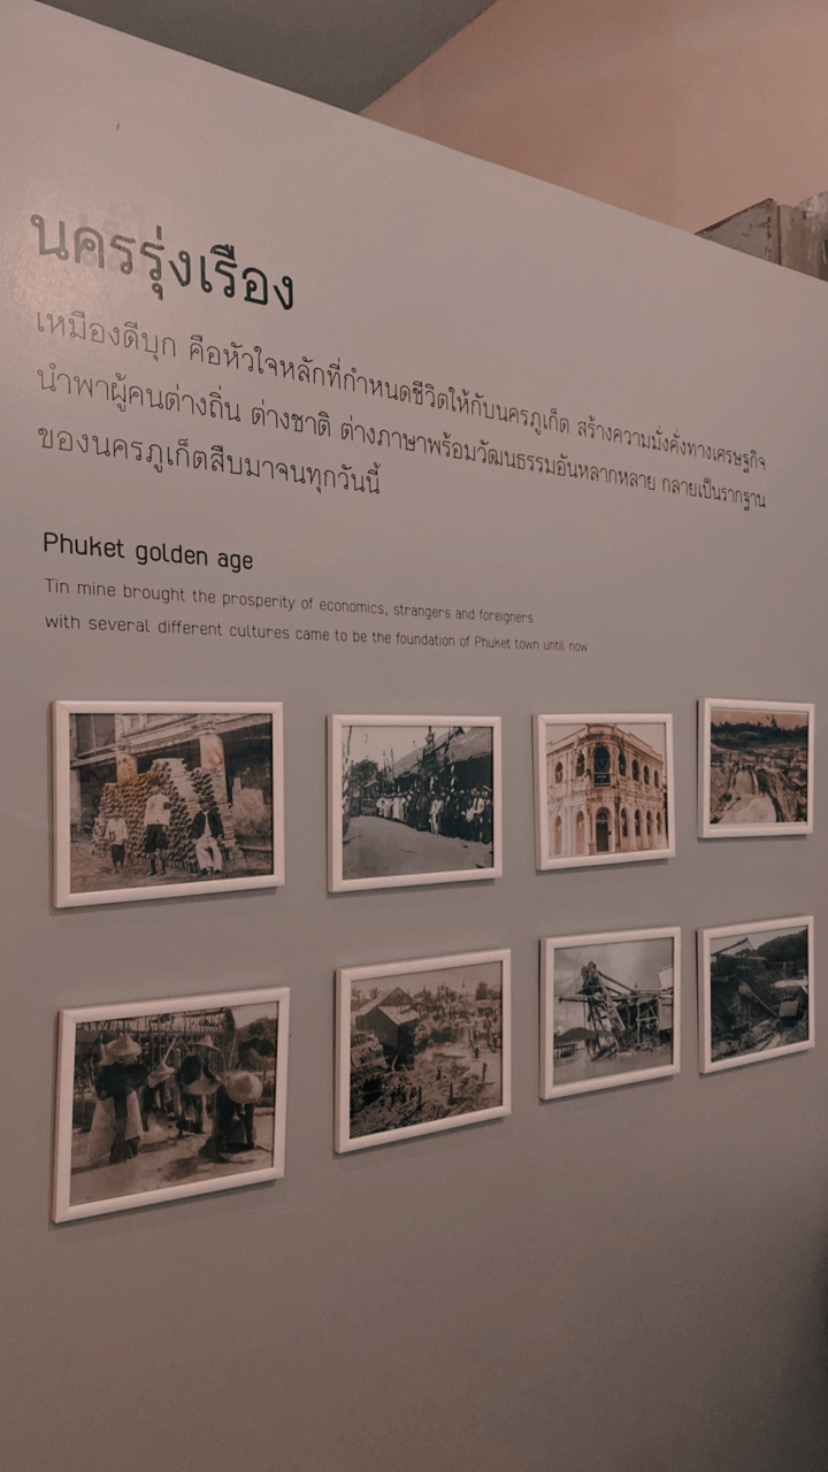 นครรุ่งเรือง
เหมืองดีบุก คือหัวใจหลักที่กำหนดชีวิตให้กับนครภูเก็ต สร้างความมั่งคั่งทางเศรษฐกิจ
นำพาผู้คนต่างถิ่น ต่างชาติ ต่างภาษาพร้อมวัฒนธรรมอันหลากหลาย กลายเป็นรากฐาน
ของนครภูเก็ตสืบมาจนทุกวันนี้
Phuket golden age
Tin mine brought the prosperity of economics, strangers and foreigners
with several different cultures came to be the foundation of Phuket town until now